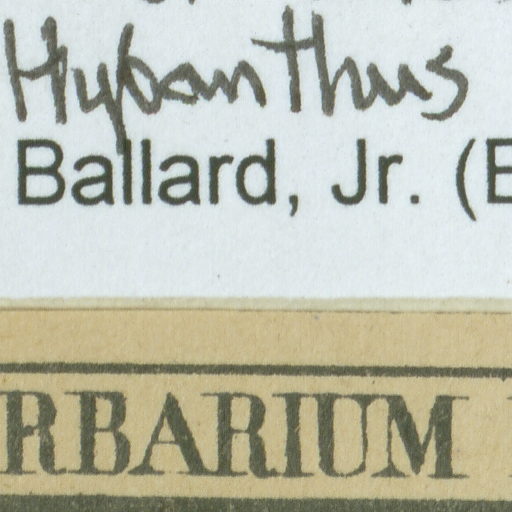 Hybanthus
Ballard, Jr. (E
RBARIUM